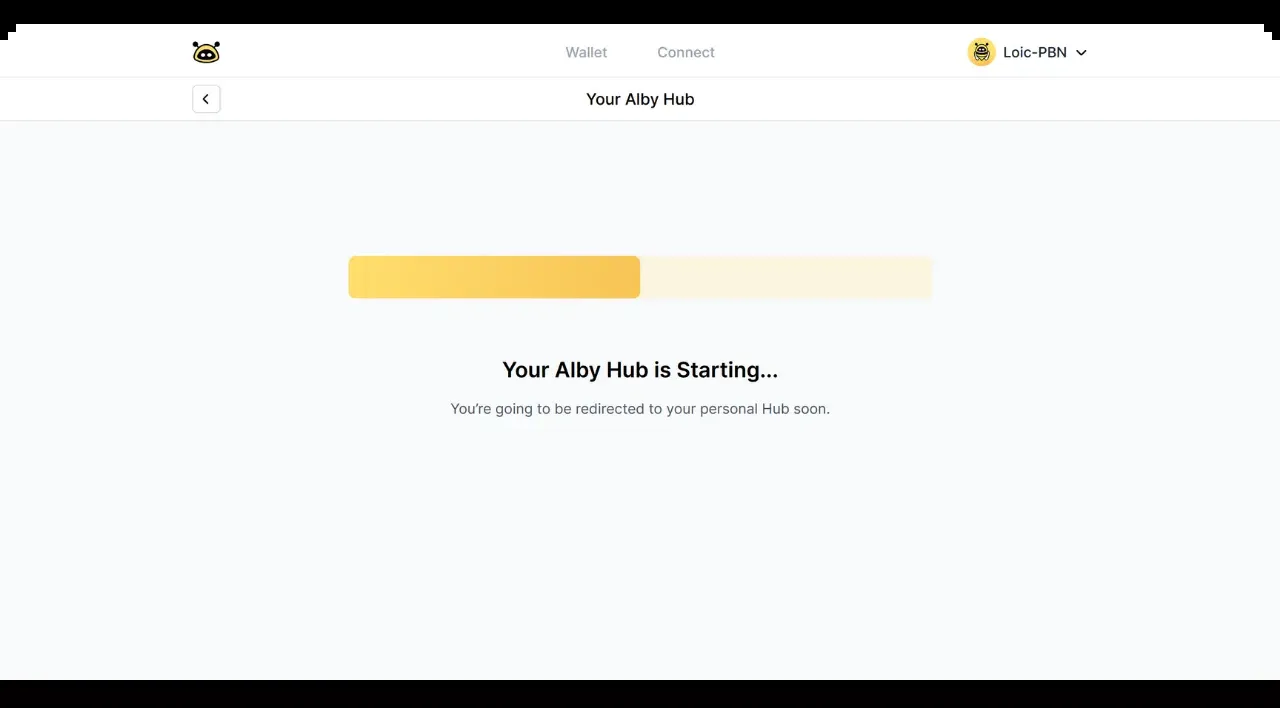 Wallet Connect Loic-PBN
Your Alby Hub
Your Alby Hub is Starting...
You're going to be redirected to your personal Hub soon.